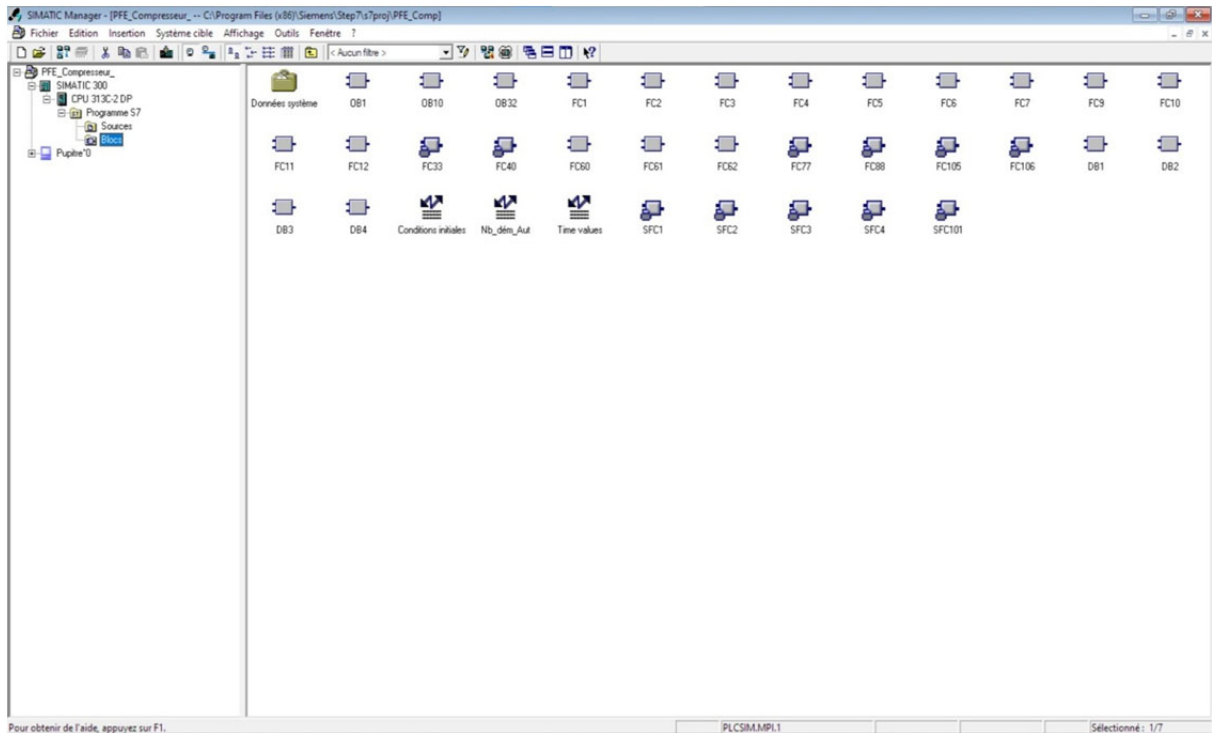 SIMATIC Manager - [PFE_Compresseur_ -- C:\Program Files (x86)\Siemens\Step7\s7proj\PFE_Comp]
Fichier Edition Insertion Système cible Affichage Outils Fenêtre ?
< Aucun filtre >
PFE_Compresseur_
SIMATIC 300
CPU 313C-2 DP
Programme S7
Sources
Blocs
Pupitre°0
Données système OB1 OB10 OB32 FC1 FC2 FC3 FC4 FC5 FC6 FC7 FC9 FC10
FC11 FC12 FC33 FC40 FC60 FC61 FC62 FC77 FC88 FC105 FC106 DB1 DB2
DB3 DB4 Conditions initiales Nb_dém_Aut Time values SFC1 SFC2 SFC3 SFC4 SFC101
Pour obtenir de l'aide, appuyez sur F1. PLCSIM.MPI.1 Sélectionné : 1/7